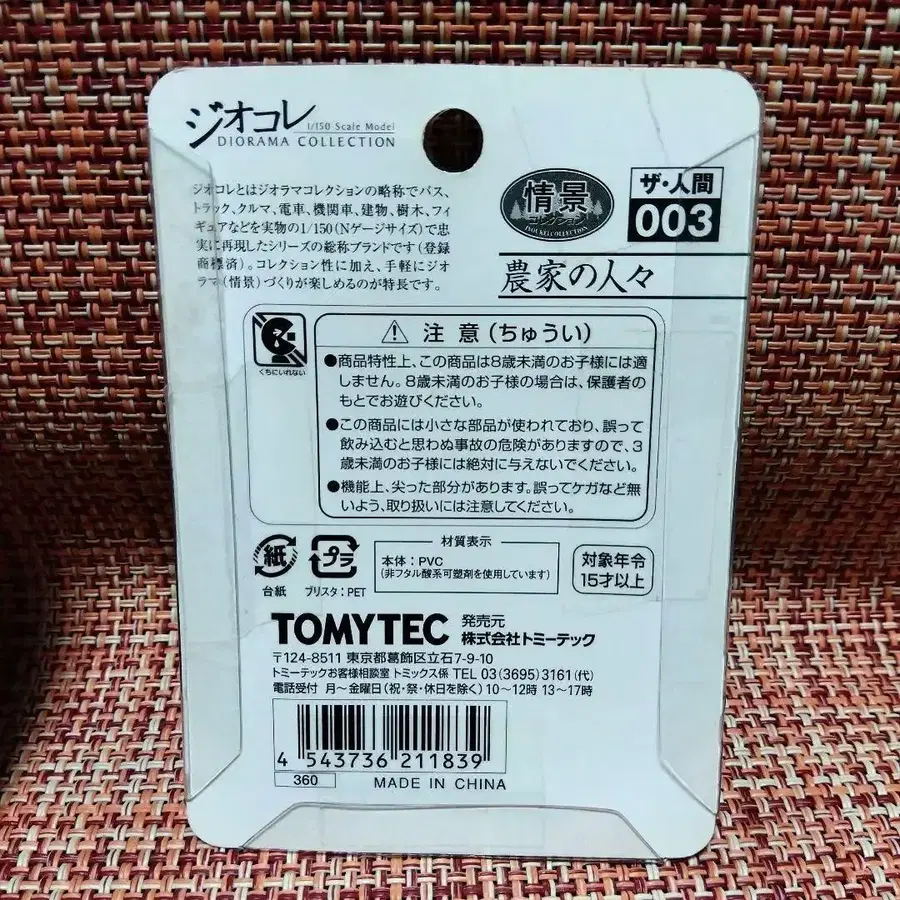 ジオコレ
1/150 Scale Model
DIORAMA COLLECTION
ジオコレとはジオラマコレクションの略称でバス、
トラック、クルマ、電車、機関車、建物、樹木、フィ
ギュアなどを実物の1/150(Nゲージサイズ)で忠
実に再現したシリーズの総称ブランドです(登録
商標済)。コレクション性に加え、手軽にジオ
ラマ(情景)づくりが楽しめるのが特長です。
情景
コレクション
JYOUKEI COLLECTION
ザ・人間
003
農家の人々
くちにいれない
注意(ちゅうい)
●商品特性上、この商品は8歳未満のお子様には適
しません。8歳未満のお子様の場合は、保護者の
もとでお遊びください。
●この商品には小さな部品が使われており、誤って
飲み込むと思わぬ事故の危険がありますので、3
歳未満のお子様には絶対に与えないでください。
●機能上、尖った部分があります。誤ってケガなど無
いよう、取り扱いには注意してください。
紙
台紙
プラ
ブリスタ:PET
材質表示
本体:PVC
(非フタル酸系可塑剤を使用しています)
対象年令
15才以上
TOMYTEC 発売元
株式会社トミーテック
〒124-8511 東京都葛飾区立石7-9-10
トミーテックお客様相談室 トミックス係 TEL 03(3695)3161(代)
電話受付 月〜金曜日(祝・祭・休日を除く)10〜12時 13〜17時
4 543736 211839
360
MADE IN CHINA